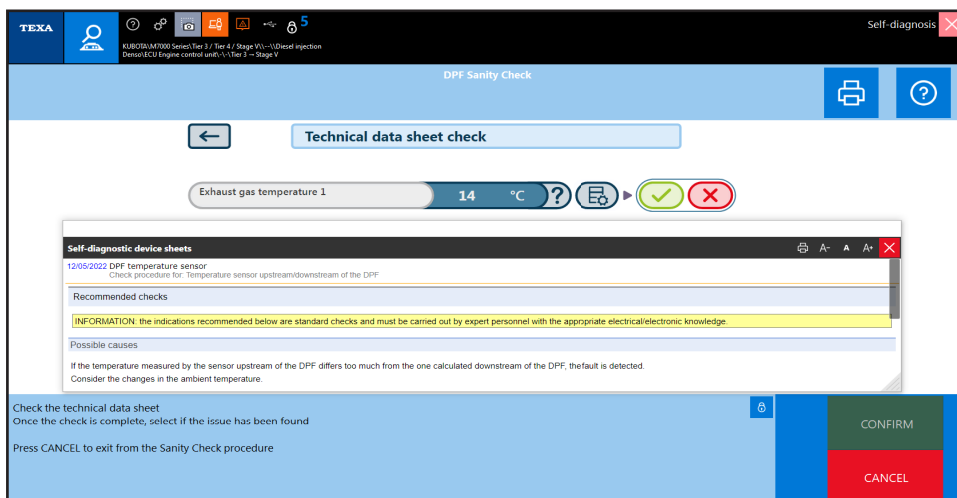 TEXA
5
Self-diagnosis
KUBOTA\M7000 Series\Tier 3 / Tier 4 / Stage V\\--\\Diesel injection
Denso\ECU Engine control unit\-\-\Tier 3 -- Stage V
DPF Sanity Check
Technical data sheet check
Exhaust gas temperature 1
14 °C ?
Self-diagnostic device sheets
A- A A+
12/05/2022 DPF temperature sensor
Check procedure for: Temperature sensor upstream/downstream of the DPF
Recommended checks
INFORMATION: the indications recommended below are standard checks and must be carried out by expert personnel with the appropriate electrical/electronic knowledge.
Possible causes
If the temperature measured by the sensor upstream of the DPF differs too much from the one calculated downstream of the DPF, thefault is detected.
Consider the changes in the ambient temperature.
Check the technical data sheet
Once the check is complete, select if the issue has been found
Press CANCEL to exit from the Sanity Check procedure
CONFIRM
CANCEL